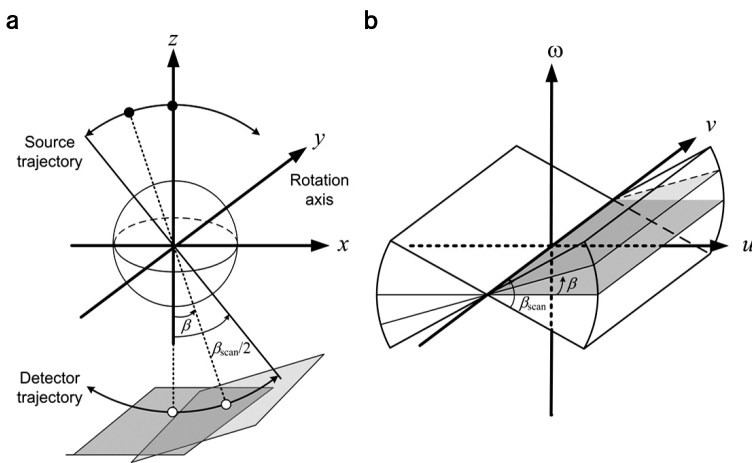 a
z
Source
trajectory
y
Rotation
axis
x
β
βscan/2
Detector
trajectory
b
ω
v
u
β
βscan